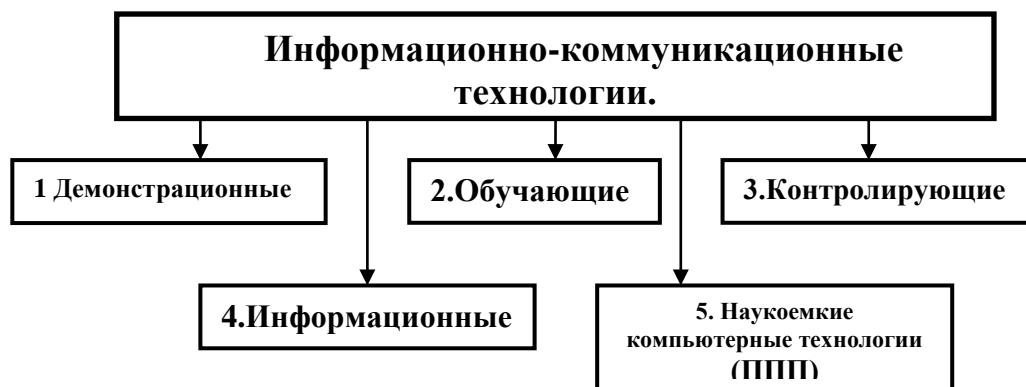 Информационно-коммуникационные
технологии.
1 Демонстрационные
2.Обучающие
3.Контролирующие
4.Информационные
5. Наукоемкие
компьютерные технологии
(ППП)